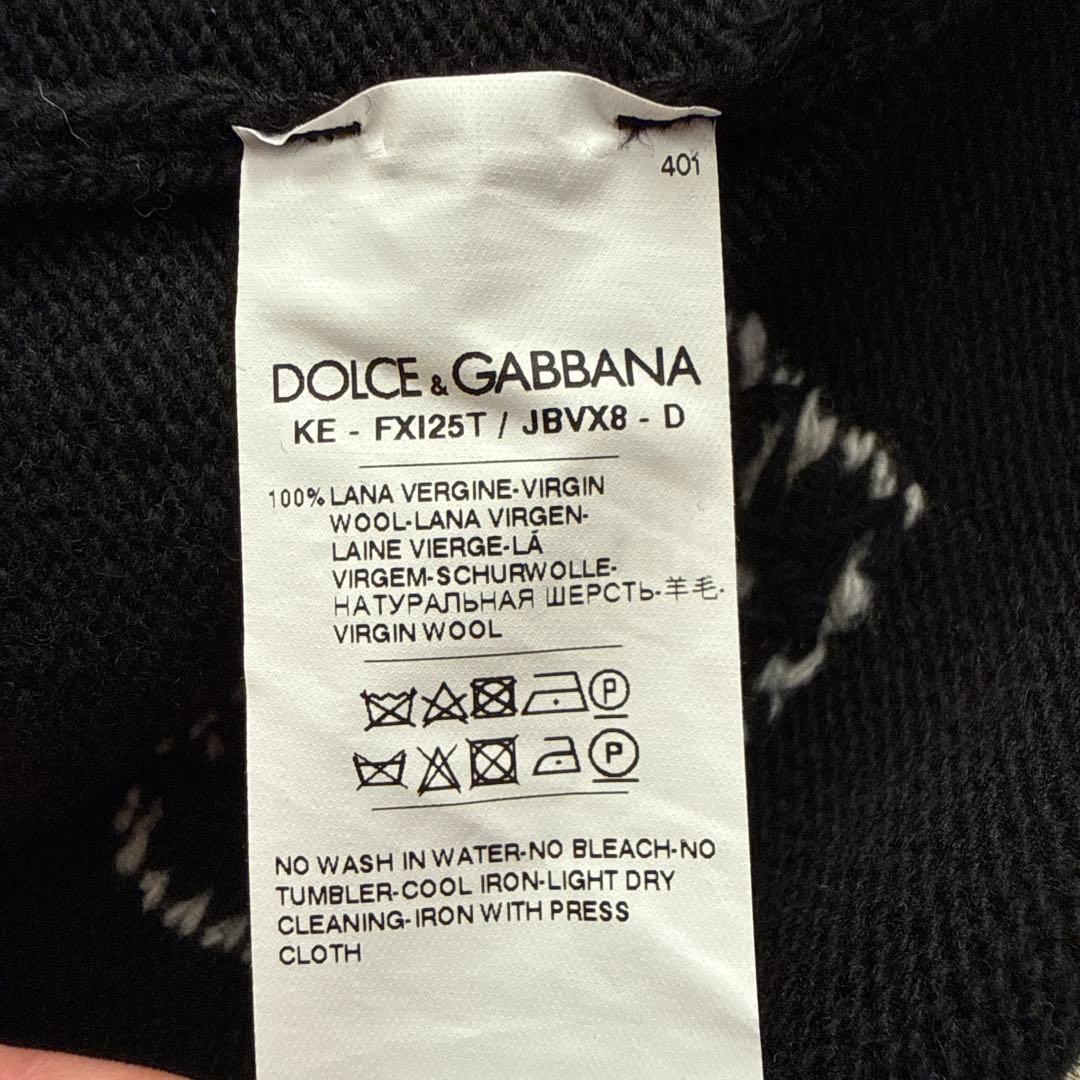 401
DOLCE & GABBANA
KE - FXI25T / JBVX8 - D
100% LANA VERGINE-VIRGIN
WOOL-LANA VIRGEN-
LAINE VIERGE-LÃ
VIRGEM-SCHURWOLLE-
НАТУРАЛЬНАЯ ШЕРСТЬ-羊毛-
VIRGIN WOOL
P
P
NO WASH IN WATER-NO BLEACH-NO
TUMBLER-COOL IRON-LIGHT DRY
CLEANING-IRON WITH PRESS
CLOTH